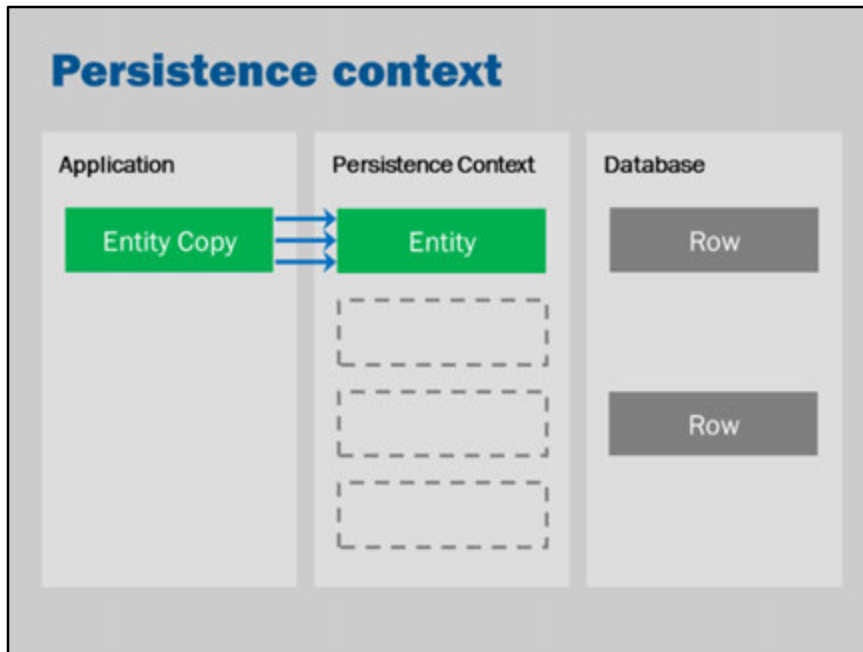 Persistence context
Application
Persistence Context
Database
Entity Copy
Entity
Row
Row